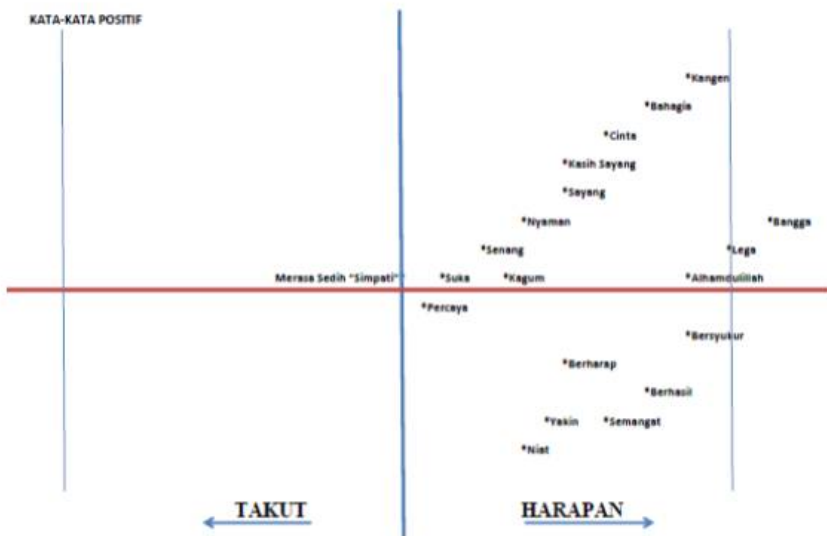 KATA-KATA POSITIF
*Kangen
*Bahagia
*Cinta
*Kasih Sayang
*Sayang
*Nyaman
*Bangga
*Senang
*Lega
Merasa Sedih "Simpati"
*Suka
*Kagum
*Alhamdulillah
*Percaya
*Bersyukur
*Berharap
*Berhasil
*Yakin
*Semangat
*Niat
TAKUT
HARAPAN